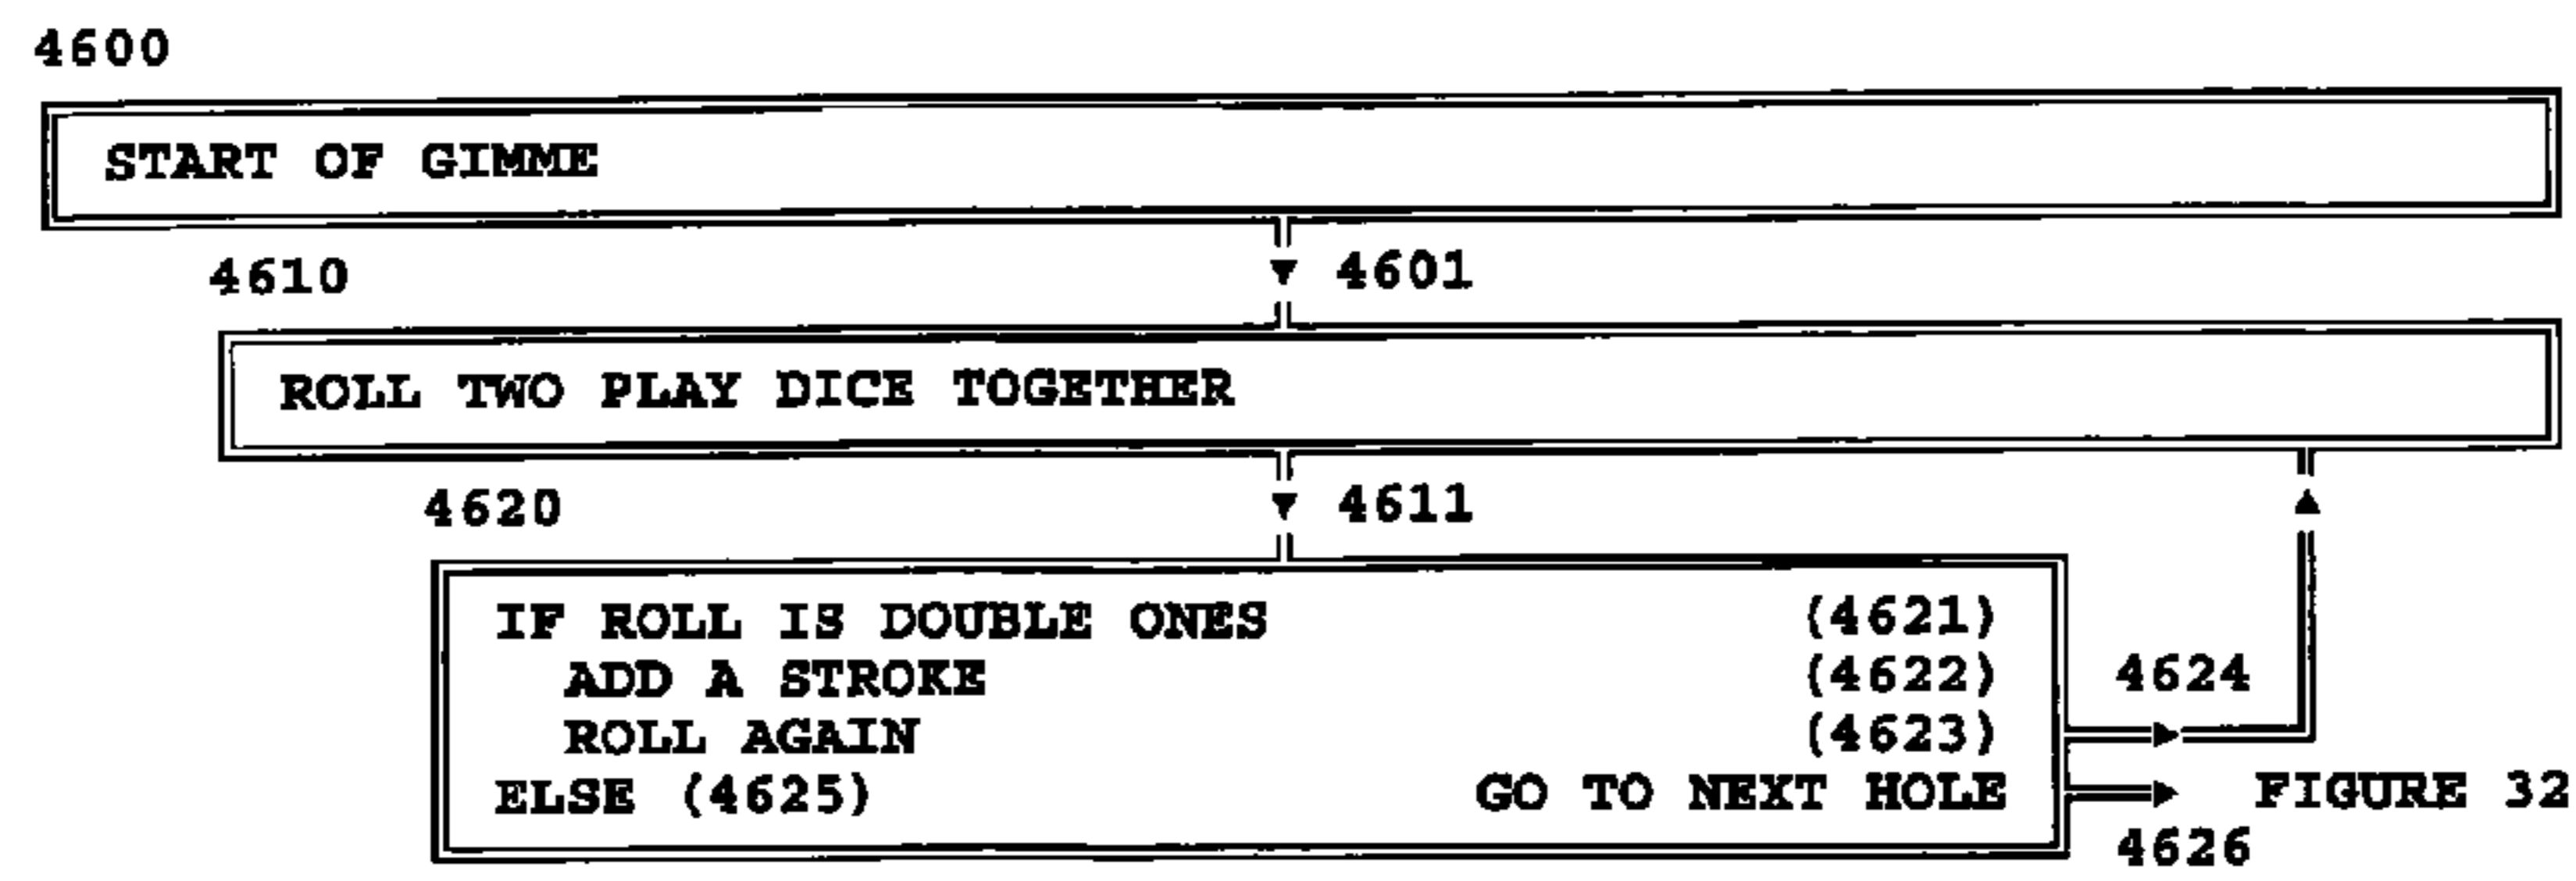 4600
START OF GIMME
4610 4601
ROLL TWO PLAY DICE TOGETHER
4620 4611
IF ROLL IS DOUBLE ONES (4621)
ADD A STROKE (4622) 4624
ROLL AGAIN (4623)
ELSE (4625) GO TO NEXT HOLE FIGURE 32
4626